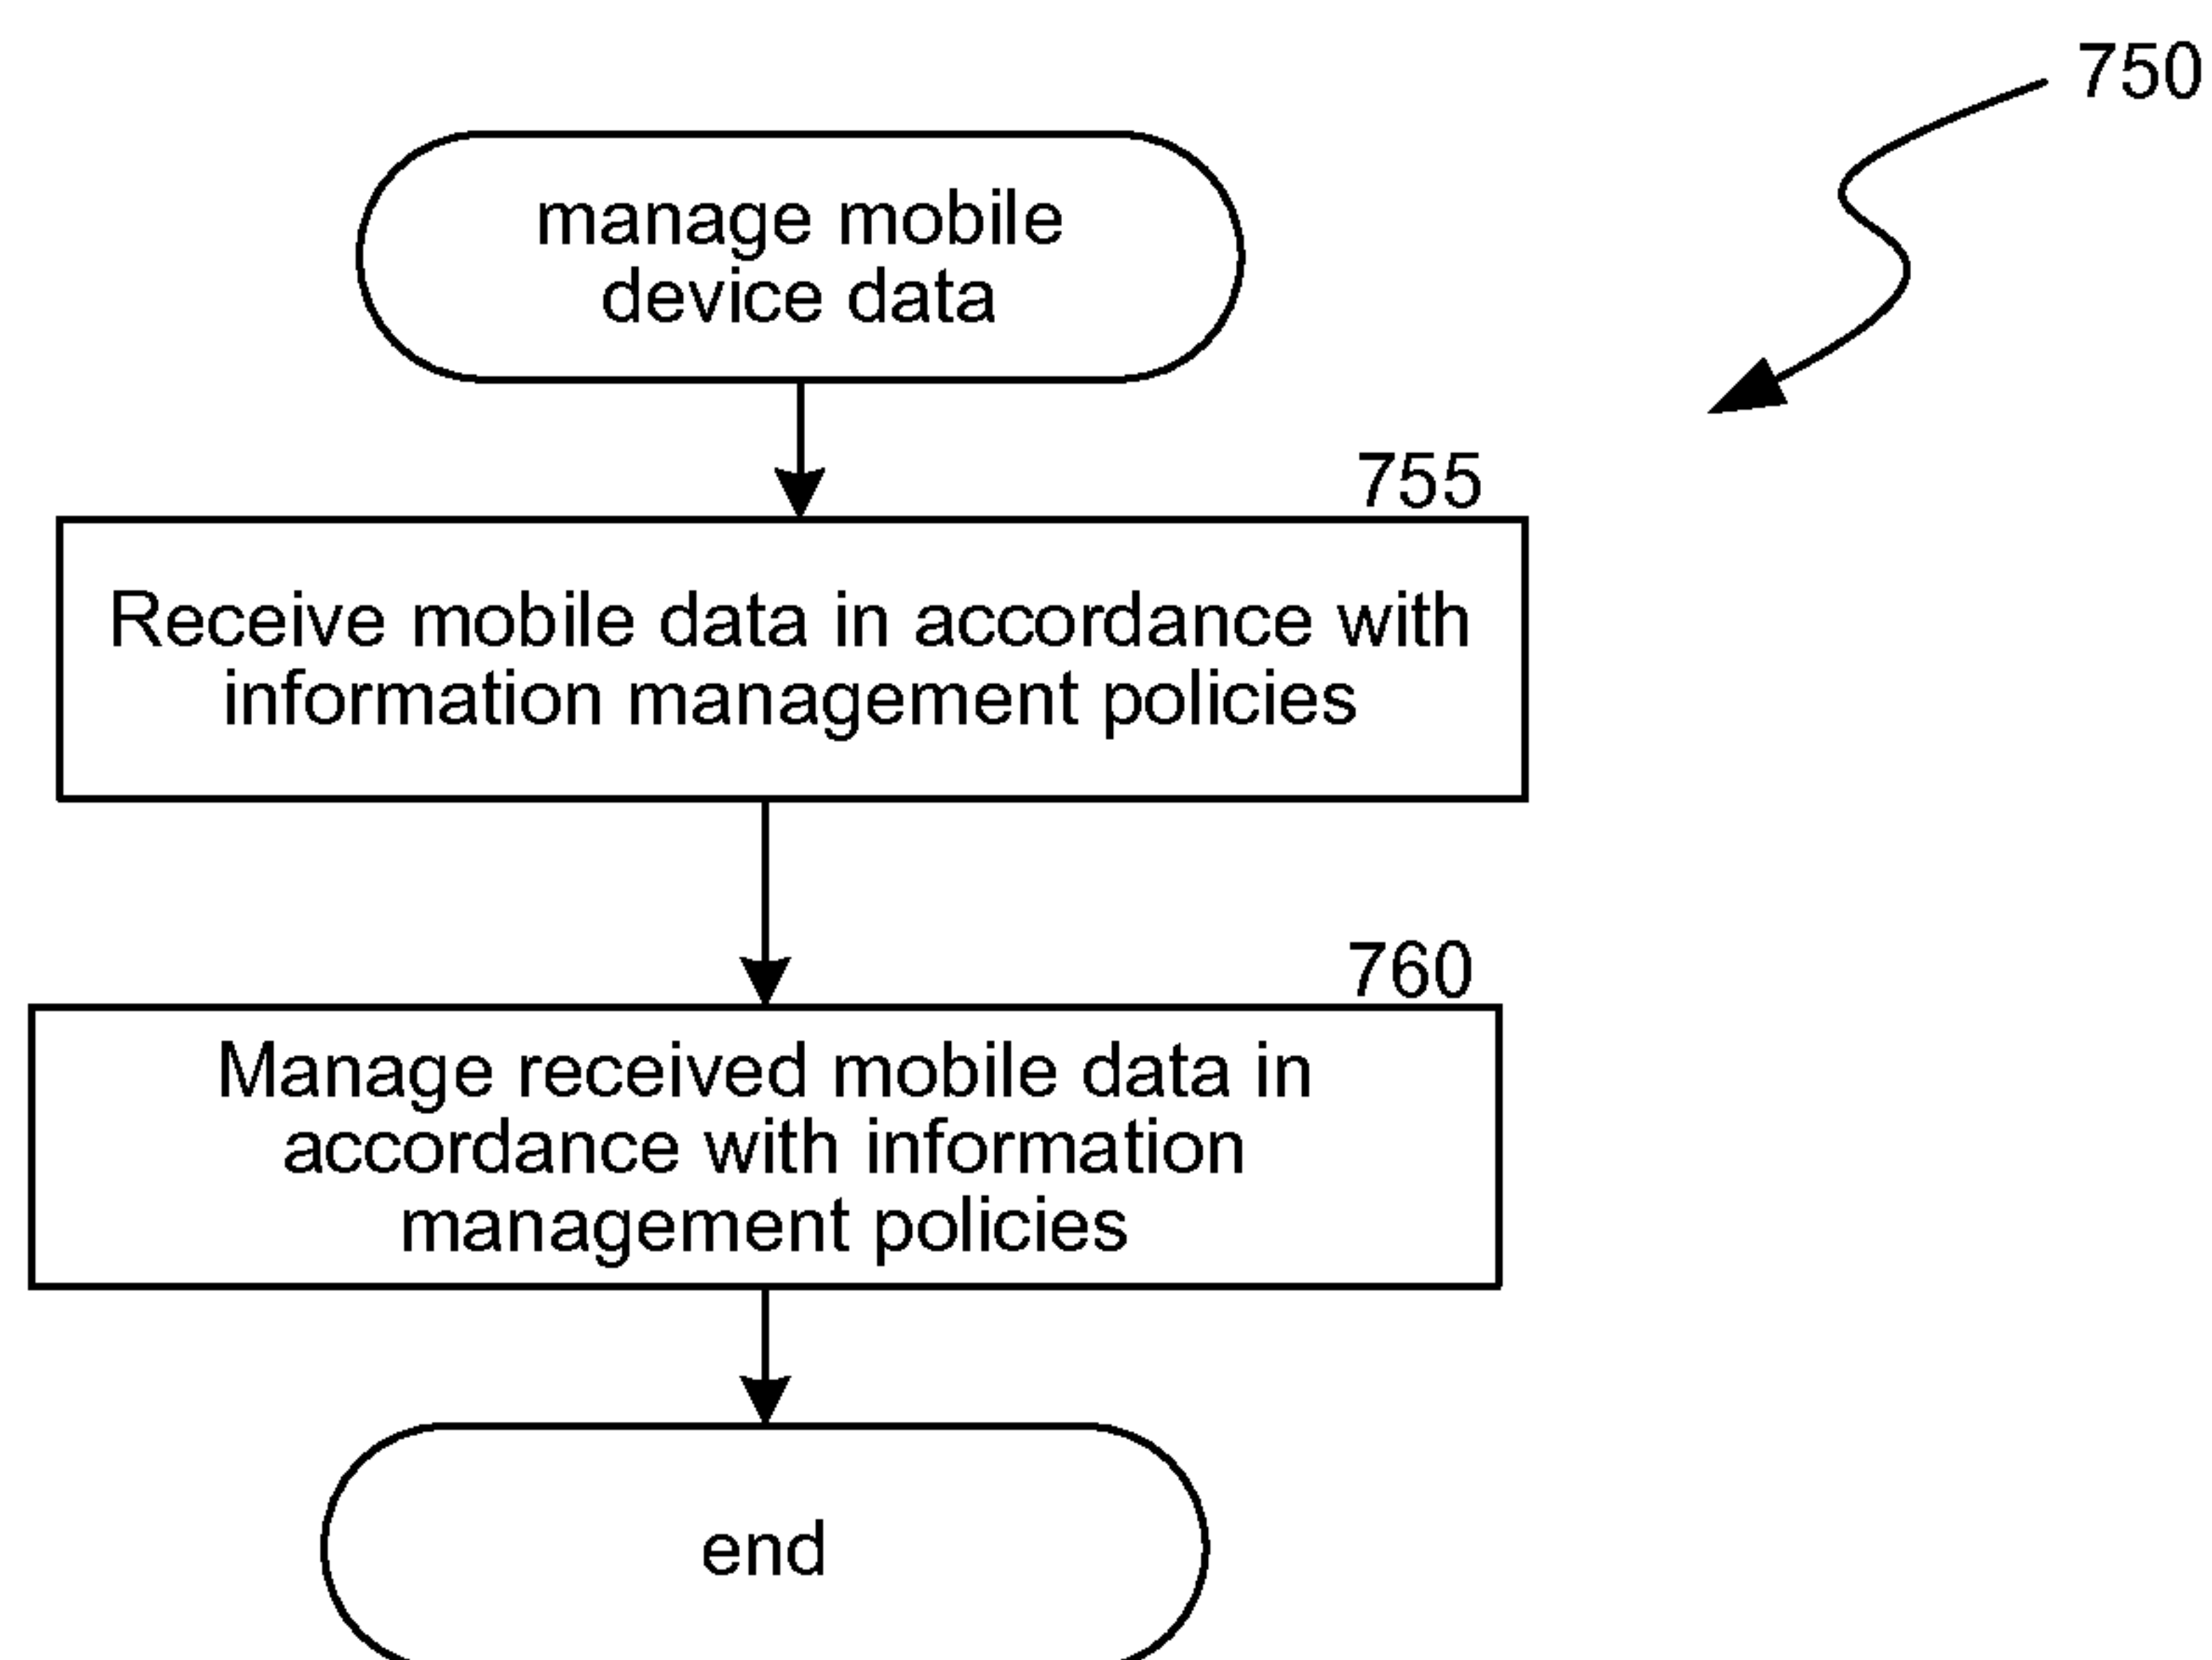 750
manage mobile
device data
755
Receive mobile data in accordance with
information management policies
760
Manage received mobile data in
accordance with information
management policies
end